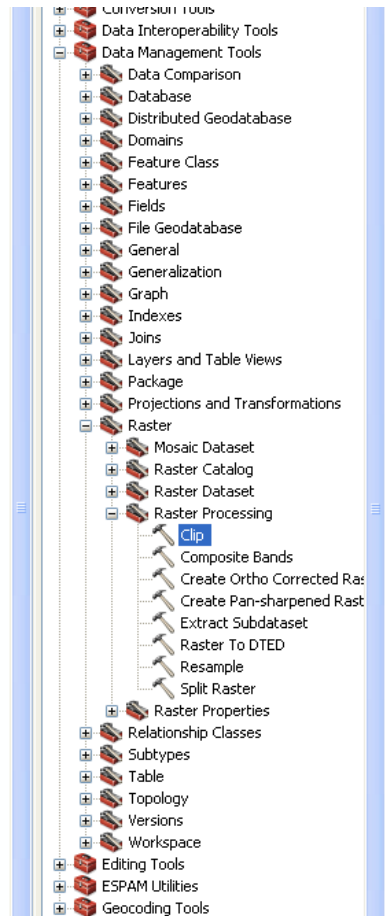 Conversion Tools
Data Interoperability Tools
Data Management Tools
Data Comparison
Database
Distributed Geodatabase
Domains
Feature Class
Features
Fields
File Geodatabase
General
Generalization
Graph
Indexes
Joins
Layers and Table Views
Package
Projections and Transformations
Raster
Mosaic Dataset
Raster Catalog
Raster Dataset
Raster Processing
Clip
Composite Bands
Create Ortho Corrected Ras
Create Pan-sharpened Rast
Extract Subdataset
Raster To DTED
Resample
Split Raster
Raster Properties
Relationship Classes
Subtypes
Table
Topology
Versions
Workspace
Editing Tools
ESPAM Utilities
Geocoding Tools